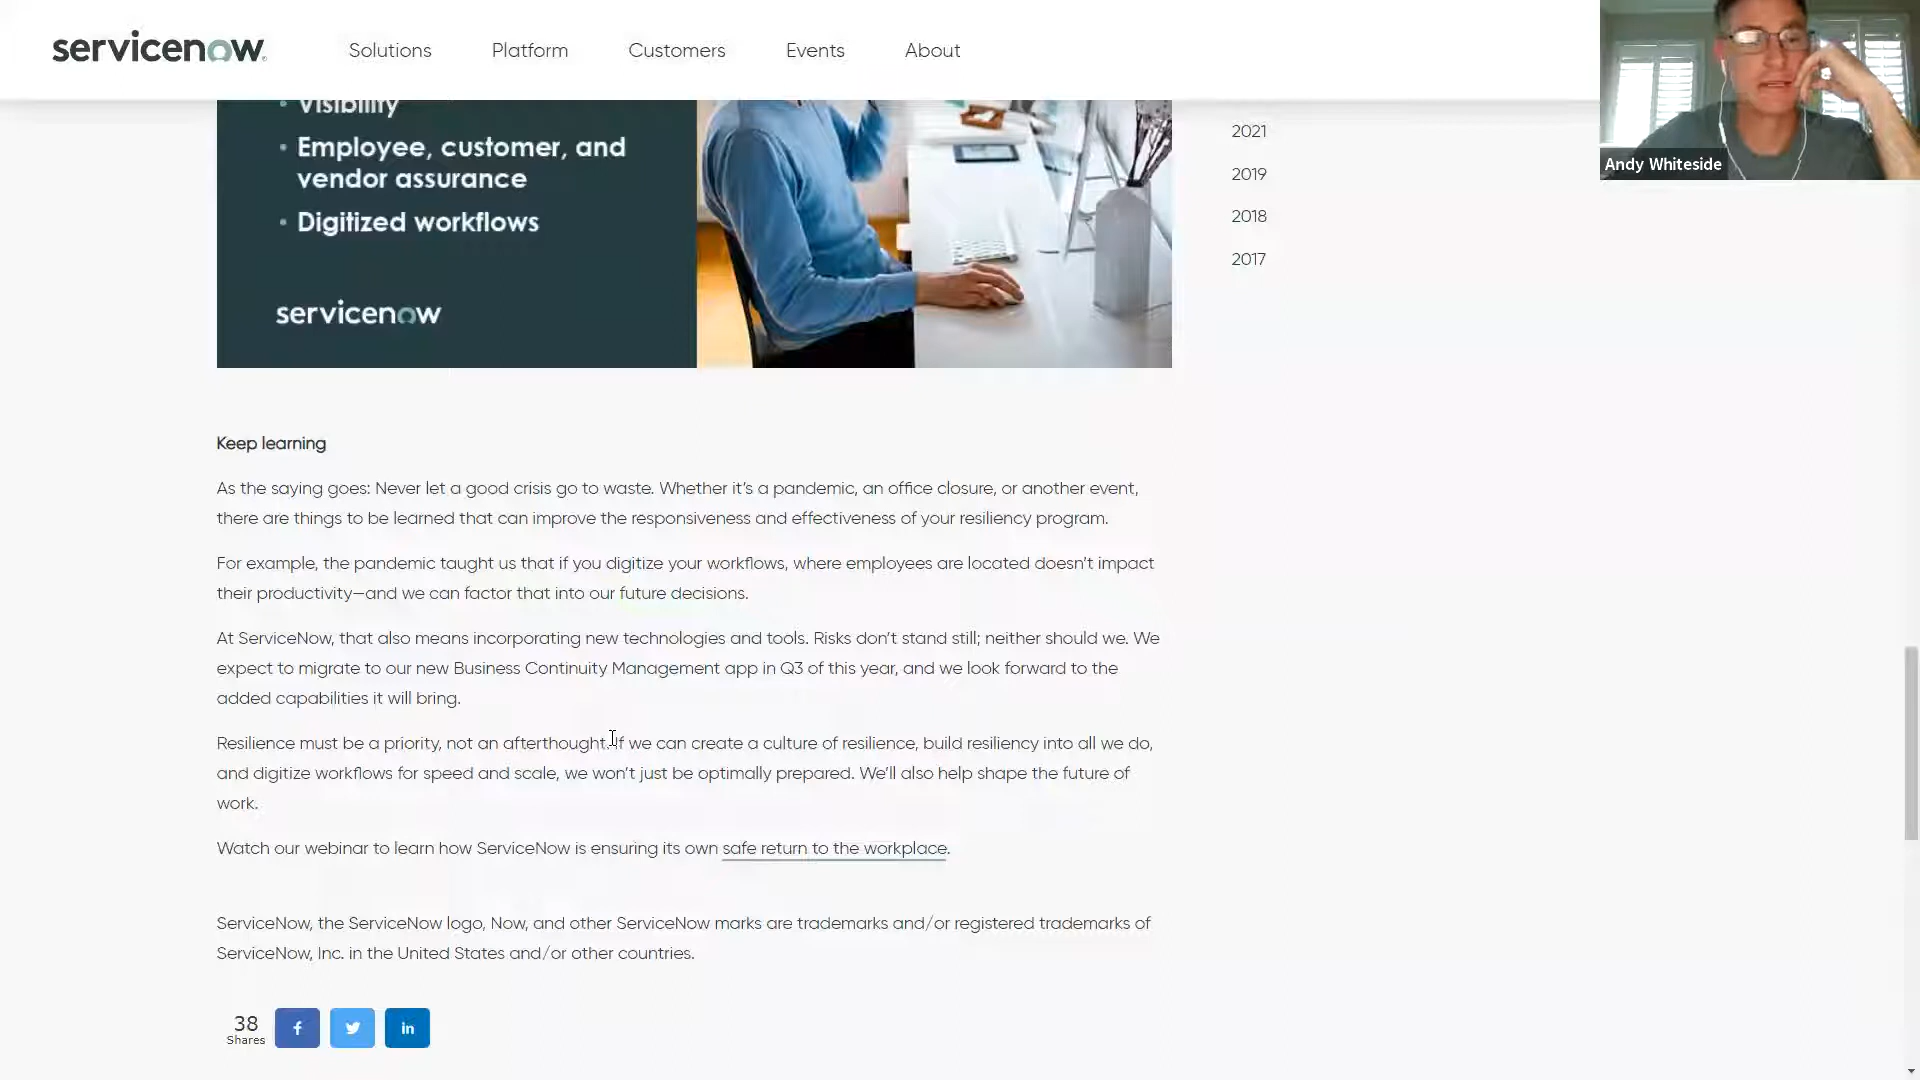 servicenow
Solutions
Platform
Customers
Events
About
Andy Whiteside
• Visibility
• Employee, customer, and
vendor assurance
• Digitized workflows
servicenow
2021
2019
2018
2017
Keep learning
As the saying goes: Never let a good crisis go to waste. Whether it’s a pandemic, an office closure, or another event,
there are things to be learned that can improve the responsiveness and effectiveness of your resiliency program.
For example, the pandemic taught us that if you digitize your workflows, where employees are located doesn’t impact
their productivity—and we can factor that into our future decisions.
At ServiceNow, that also means incorporating new technologies and tools. Risks don’t stand still; neither should we. We
expect to migrate to our new Business Continuity Management app in Q3 of this year, and we look forward to the
added capabilities it will bring.
Resilience must be a priority, not an afterthought. If we can create a culture of resilience, build resiliency into all we do,
and digitize workflows for speed and scale, we won’t just be optimally prepared. We’ll also help shape the future of
work.
Watch our webinar to learn how ServiceNow is ensuring its own safe return to the workplace.
ServiceNow, the ServiceNow logo, Now, and other ServiceNow marks are trademarks and/or registered trademarks of
ServiceNow, Inc. in the United States and/or other countries.
38
Shares